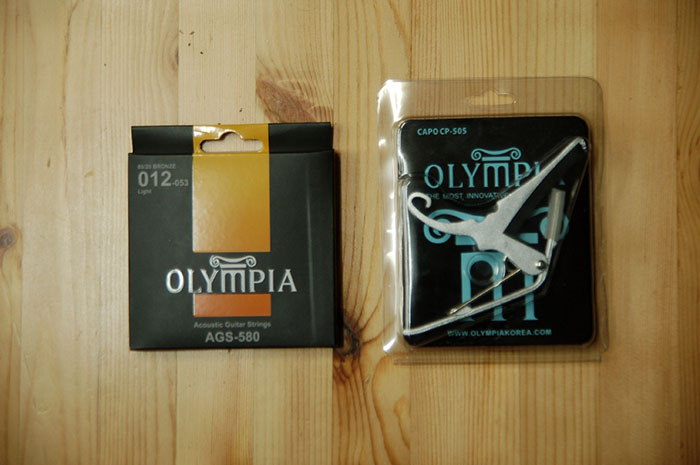 80/20 BRONZE
012-053
Light
OLYMPIA
Acoustic Guitar Strings
AGS-580
CAPO CP-505
OLYMPIA
THE MOST INNOVATIVE
WWW.OLYMPIAKOREA.COM